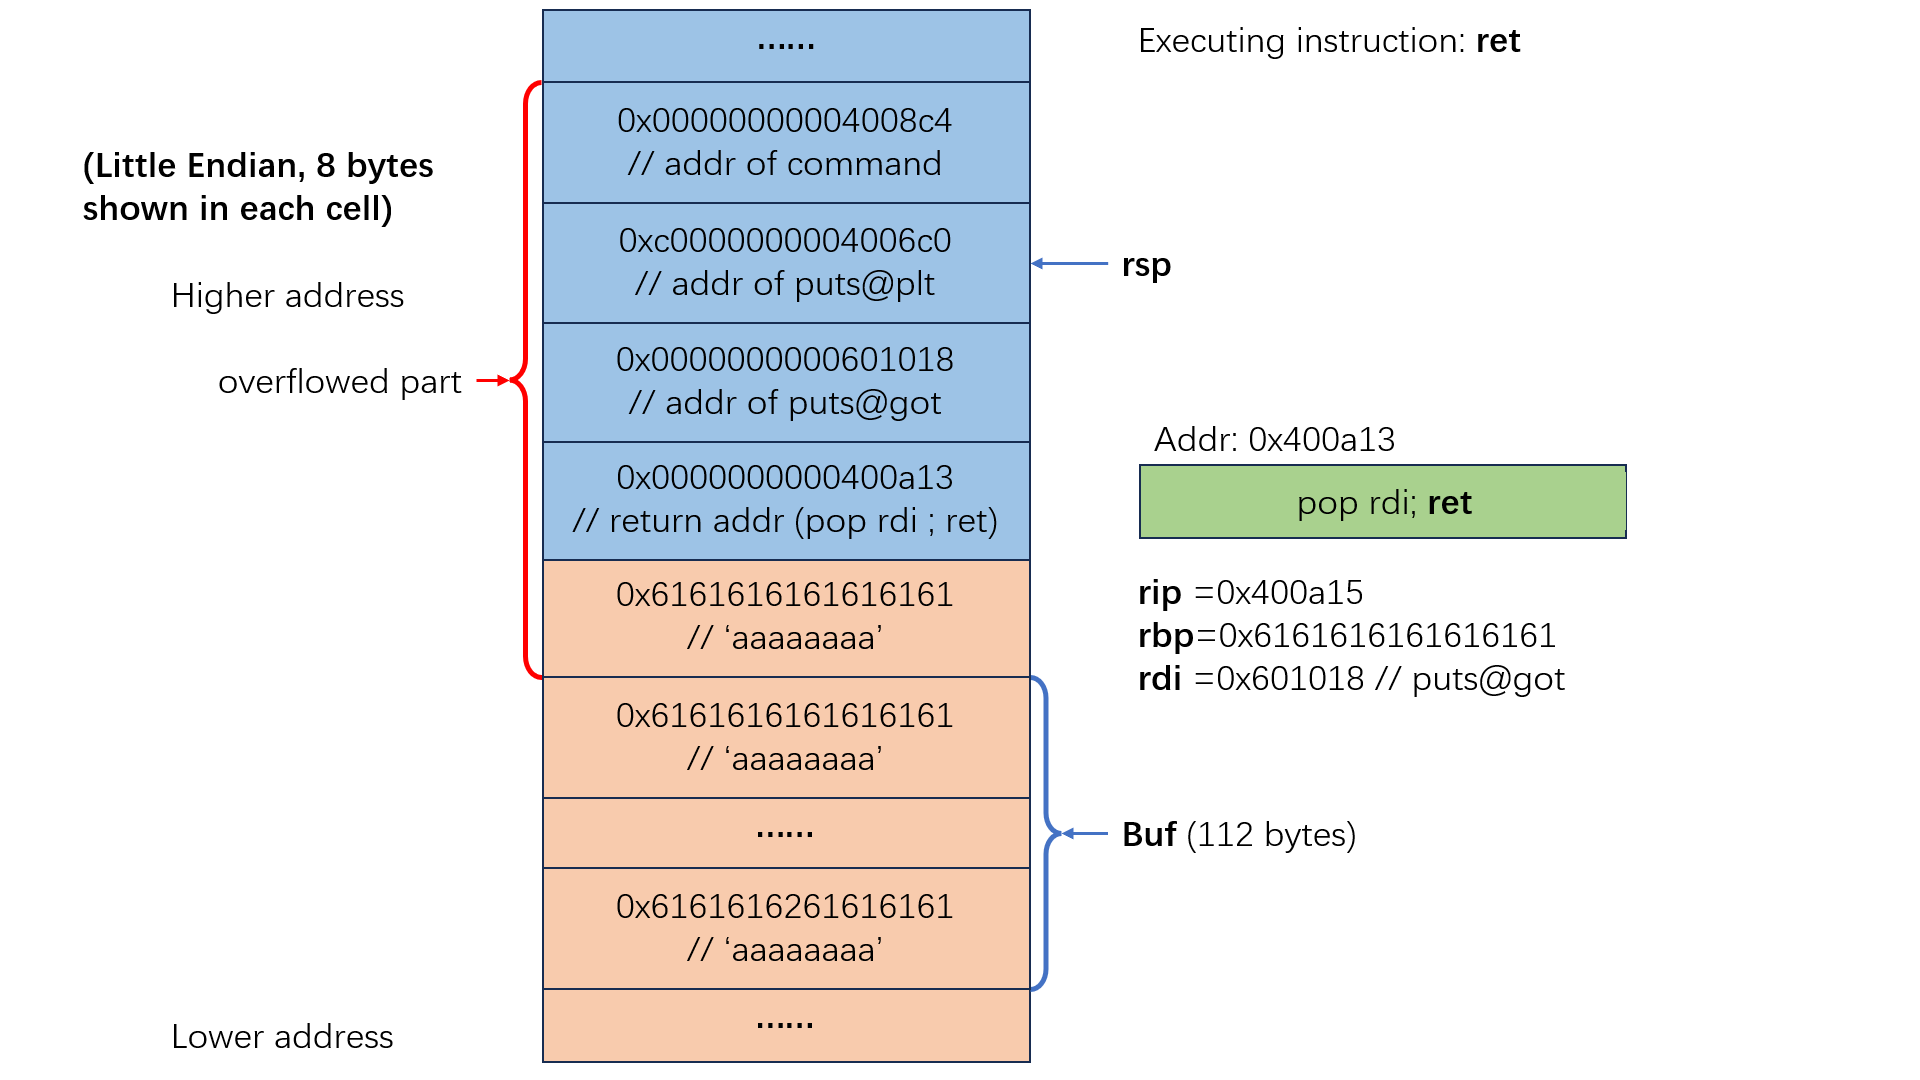 ……
Executing instruction: ret
0x00000000004008c4
// addr of command
(Little Endian, 8 bytes
shown in each cell)
0xc0000000004006c0
// addr of puts@plt
rsp
Higher address
0x0000000000601018
// addr of puts@got
overflowed part
Addr: 0x400a13
0x0000000000400a13
// return addr (pop rdi ; ret)
pop rdi; ret
0x6161616161616161
// ‘aaaaaaaa’
rip =0x400a15
rbp=0x6161616161616161
rdi =0x601018 // puts@got
0x6161616161616161
// ‘aaaaaaaa’
……
Buf (112 bytes)
0x6161616261616161
// ‘aaaaaaaa’
……
Lower address